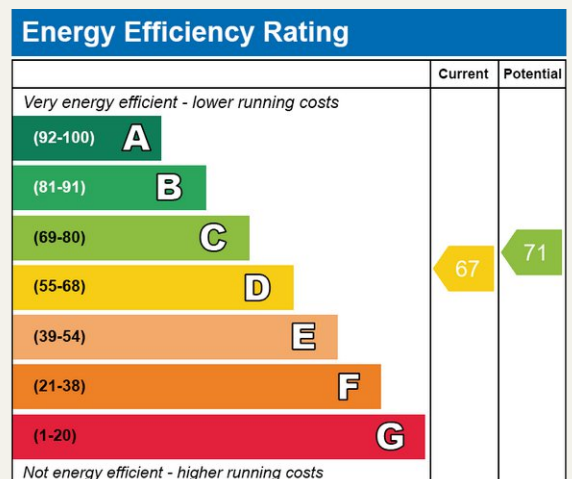 Energy Efficiency Rating
Current Potential
Very energy efficient - lower running costs
(92-100) A
(81-91) B
(69-80) C
(55-68) D
(39-54) E
(21-38) F
(1-20) G
67
71
Not energy efficient - higher running costs